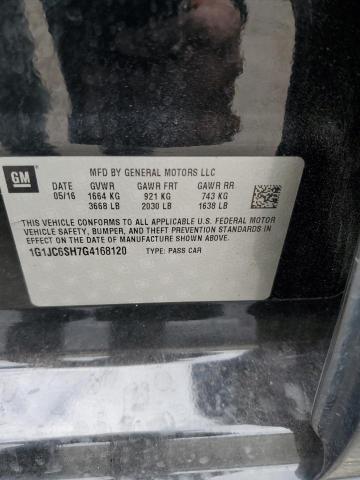 GM
MFD BY GENERAL MOTORS LLC
DATE GVWR GAWR FRT GAWR RR
05/16 1664 KG 921 KG 743 KG
3668 LB 2030 LB 1638 LB
THIS VEHICLE CONFORMS TO ALL APPLICABLE U.S. FEDERAL MOTOR
VEHICLE SAFETY, BUMPER, AND THEFT PREVENTION STANDARDS
IN EFFECT ON THE DATE OF MANUFACTURE SHOWN ABOVE.
1G1JC6SH7G4168120 TYPE: PASS CAR